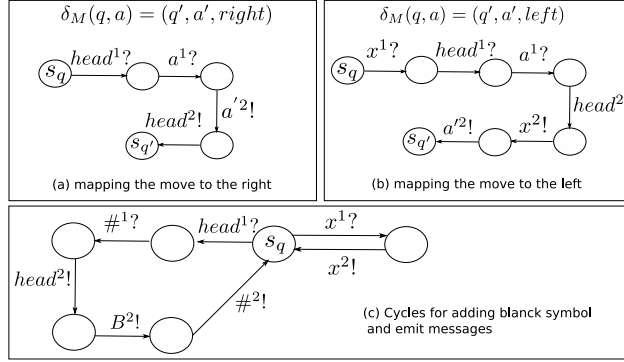 δ_M(q, a) = (q′, a′, right)
head¹? a¹?
s_q
a′²!
head²!
s_q′
(a) mapping the move to the right
δ_M(q, a) = (q′, a′, left)
x¹? head¹? a¹?
s_q
head²
a′²! x²!
s_q′
(b) mapping the move to the left
#¹? head¹? x¹?
s_q
x²!
head²!
#²!
B²!
(c) Cycles for adding blanck symbol
and emit messages